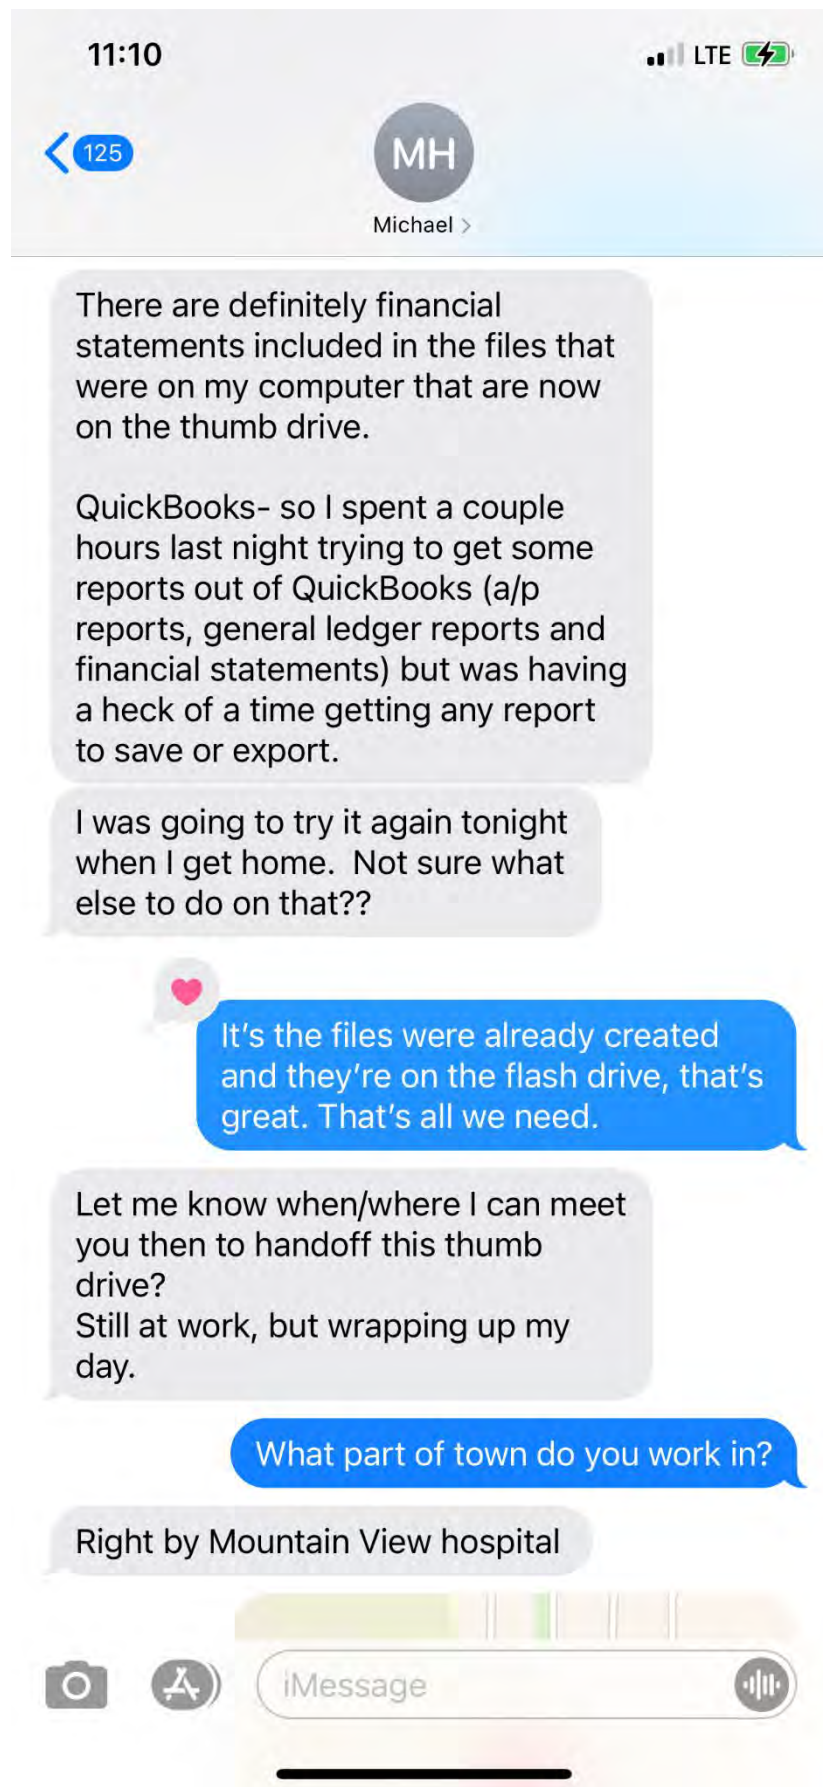 11:10
LTE
125
MH
Michael
There are definitely financial
statements included in the files that
were on my computer that are now
on the thumb drive.
QuickBooks- so I spent a couple
hours last night trying to get some
reports out of QuickBooks (a/p
reports, general ledger reports and
financial statements) but was having
a heck of a time getting any report
to save or export.
I was going to try it again tonight
when I get home.  Not sure what
else to do on that??
It's the files were already created
and they're on the flash drive, that's
great. That's all we need.
Let me know when/where I can meet
you then to handoff this thumb
drive?
Still at work, but wrapping up my
day.
What part of town do you work in?
Right by Mountain View hospital
iMessage